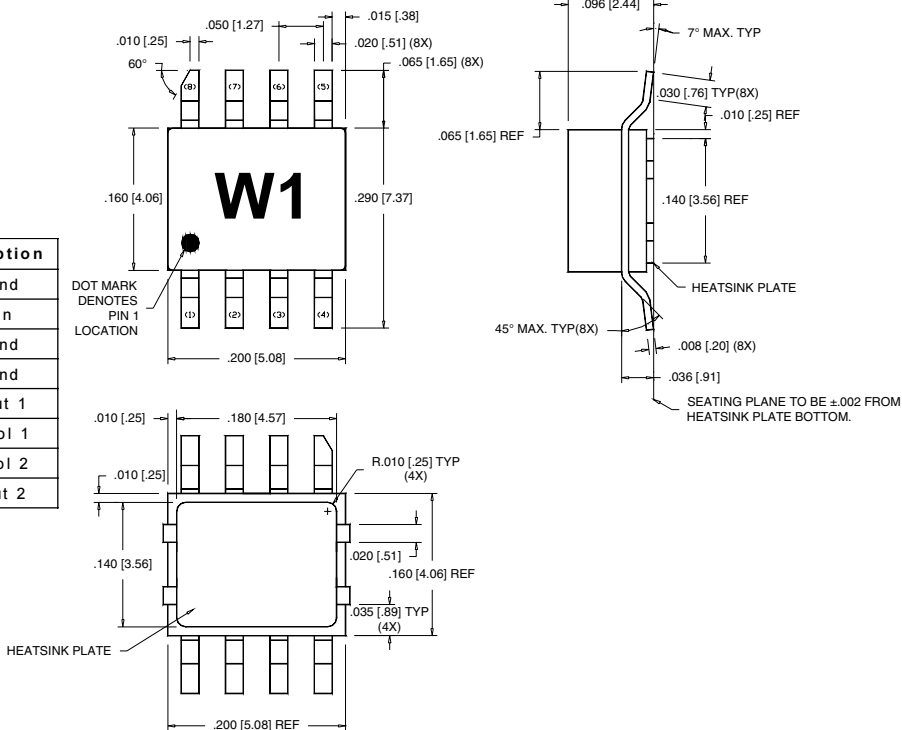 .096 [2.44]
.015 [.38]
.050 [1.27]
.010 [.25]
.020 [.51] (8X)
7° MAX. TYP
60°
.065 [1.65] (8X)
(8)
(7)
(6)
(5)
.030 [.76] TYP(8X)
.010 [.25] REF
.065 [1.65] REF
W1
.160 [4.06]
.290 [7.37]
.140 [3.56] REF
DOT MARK
DENOTES
PIN 1
LOCATION
HEATSINK PLATE
(1)
(2)
(3)
(4)
45° MAX. TYP(8X)
.008 [.20] (8X)
.200 [5.08]
.036 [.91]
SEATING PLANE TO BE ±.002 FROM
HEATSINK PLATE BOTTOM.
ption
nd
n
nd
nd
ut 1
ol 1
ol 2
ut 2
.010 [.25]
.180 [4.57]
R.010 [.25] TYP
(4X)
.010 [.25]
.140 [3.56]
.020 [.51]
.160 [4.06] REF
.035 [.89] TYP
(4X)
HEATSINK PLATE
.200 [5.08] REF